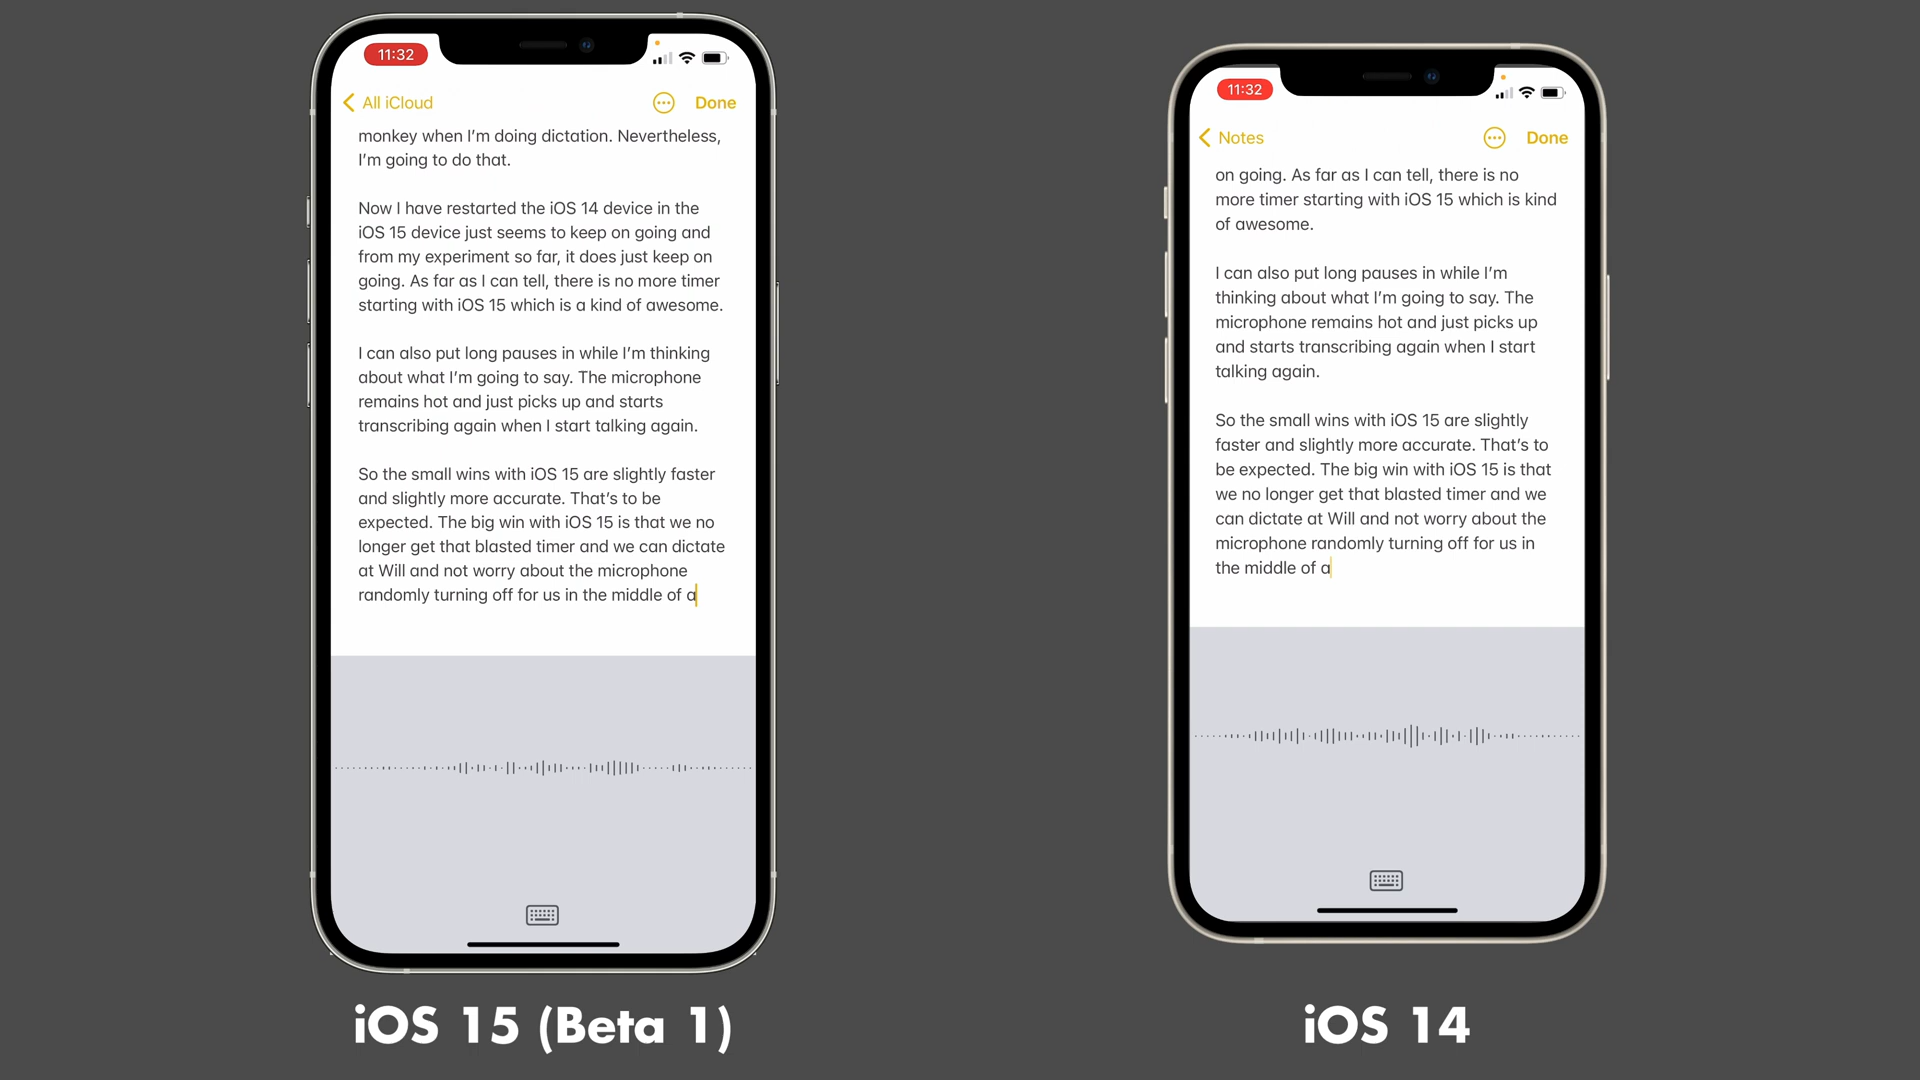 11:32
All iCloud
Done
monkey when I'm doing dictation. Nevertheless,
I'm going to do that.
Now I have restarted the iOS 14 device in the
iOS 15 device just seems to keep on going and
from my experiment so far, it does just keep on
going. As far as I can tell, there is no more timer
starting with iOS 15 which is a kind of awesome.
I can also put long pauses in while I'm thinking
about what I'm going to say. The microphone
remains hot and just picks up and starts
transcribing again when I start talking again.
So the small wins with iOS 15 are slightly faster
and slightly more accurate. That's to be
expected. The big win with iOS 15 is that we no
longer get that blasted timer and we can dictate
at Will and not worry about the microphone
randomly turning off for us in the middle of a
iOS 15 (Beta 1)
11:32
Notes
Done
on going. As far as I can tell, there is no
more timer starting with iOS 15 which is kind
of awesome.
I can also put long pauses in while I'm
thinking about what I'm going to say. The
microphone remains hot and just picks up
and starts transcribing again when I start
talking again.
So the small wins with iOS 15 are slightly
faster and slightly more accurate. That's to
be expected. The big win with iOS 15 is that
we no longer get that blasted timer and we
can dictate at Will and not worry about the
microphone randomly turning off for us in
the middle of a
iOS 14